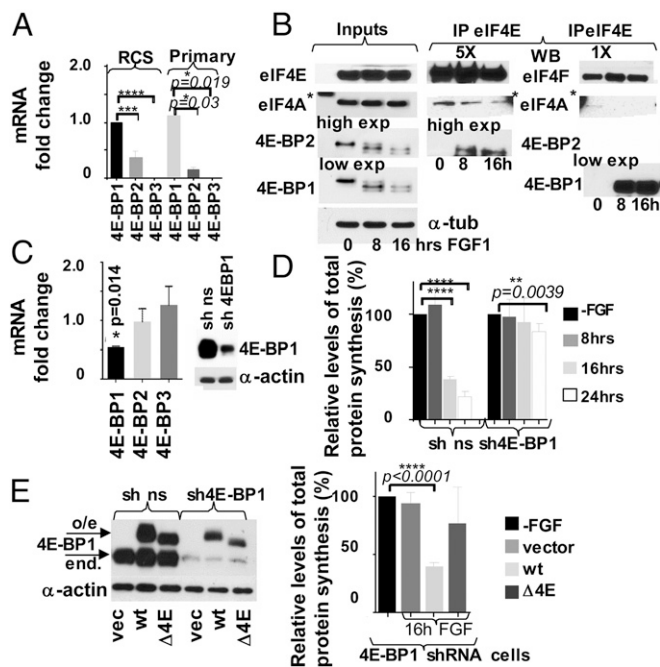 A
RCS
Primary
*
p=0.019
****
*
***
p=0.03
mRNA
fold change
2.0
1.0
0
4E-BP1
4E-BP2
4E-BP3
4E-BP1
4E-BP2
4E-BP3
B
Inputs
IP eIF4E
IPeIF4E
5X
WB
1X
eIF4E
eIF4F
eIF4A
*
*
eIF4A
*
high exp
high exp
4E-BP2
4E-BP2
0 8 16h
low exp
low exp
4E-BP1
4E-BP1
0 8 16h
α-tub
0 8 16 hrs FGF1
C
mRNA
fold change
2.0
1.0
0
* p=0.014
4E-BP1
4E-BP2
4E-BP3
sh ns
sh 4EBP1
4E-BP1
α-actin
D
Relative levels of total
protein synthesis (%)
100
50
0
****
****
**
p=0.0039
-FGF
8hrs
16hrs
24hrs
sh ns
sh4E-BP1
E
sh ns
sh4E-BP1
o/e
4E-BP1
end.
α-actin
vec
wt
Δ4E
vec
wt
Δ4E
Relative levels of total
protein synthesis (%)
100
50
0
****
p<0.0001
-FGF
vector
wt
Δ4E
16h FGF
4E-BP1 shRNA cells